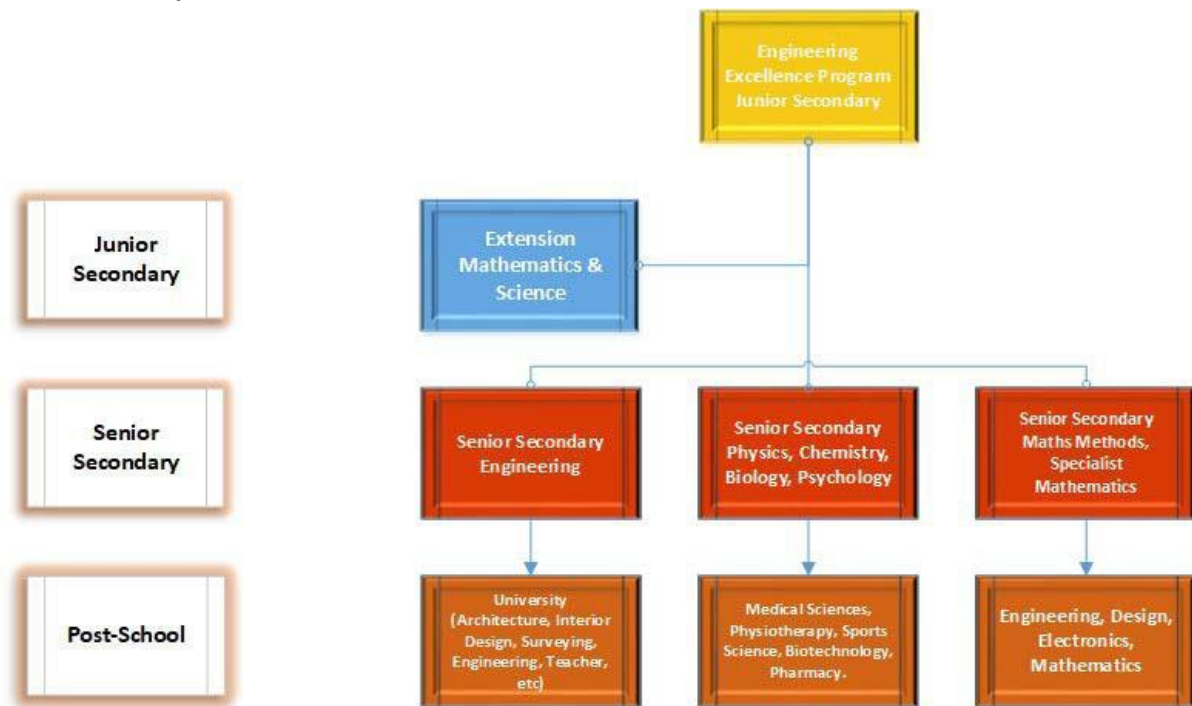 Engineering
Excellence Program
Junior Secondary
Junior
Secondary
Extension
Mathematics &
Science
Senior
Secondary
Senior Secondary
Engineering
Senior Secondary
Physics, Chemistry,
Biology, Psychology
Senior Secondary
Maths Methods,
Specialist
Mathematics
Post-School
University
(Architecture, Interior
Design, Surveying,
Engineering, Teacher,
etc)
Medical Sciences,
Physiotherapy, Sports
Science, Biotechnology,
Pharmacy.
Engineering, Design,
Electronics,
Mathematics